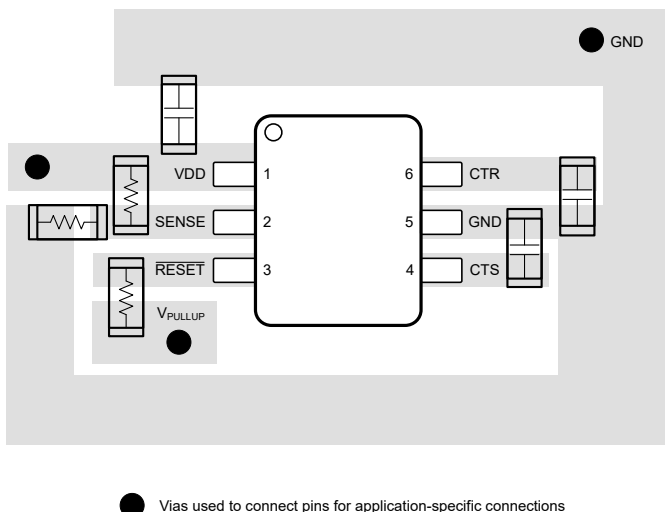 GND
VDD 1 6 CTR
SENSE 2 5 GND
RESET 3 4 CTS
VPULLUP
Vias used to connect pins for application-specific connections